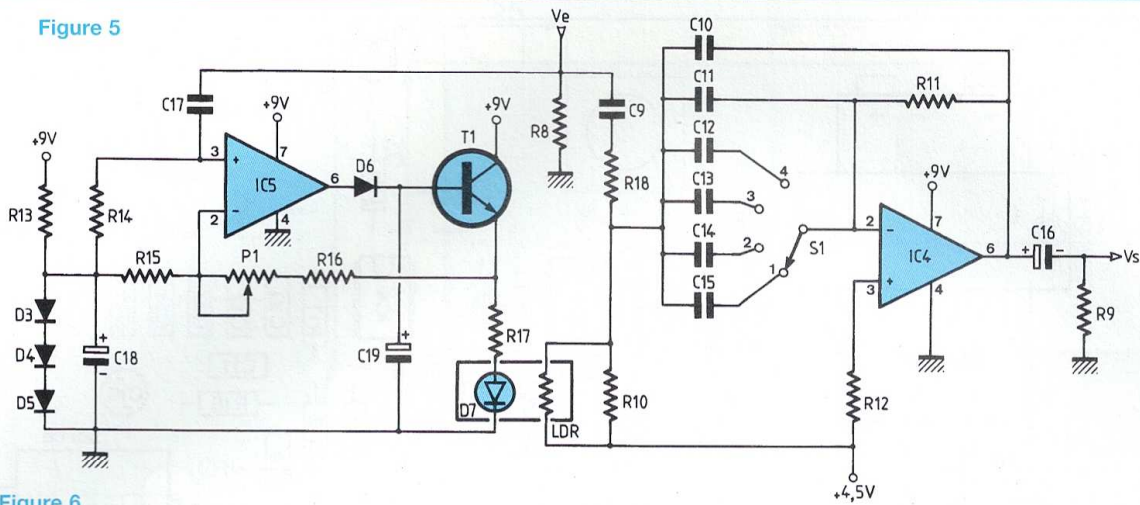 Figure 5
Ve
C10
C11
R11
C12
4
C13
3
C14
2
S1
1
C15
C17
+9V
+9V
+9V
T1
R8
C9
R18
3
+
7
IC5
6
2
-
4
D6
R13
R14
R15
P1
R16
D3
D4
D5
+
C18
-
+
C19
R17
D7
LDR
R10
R12
+4,5V
+9V
2
-
7
IC4
6
3
+
4
+
C16
-
Vs
R9
Figure 6